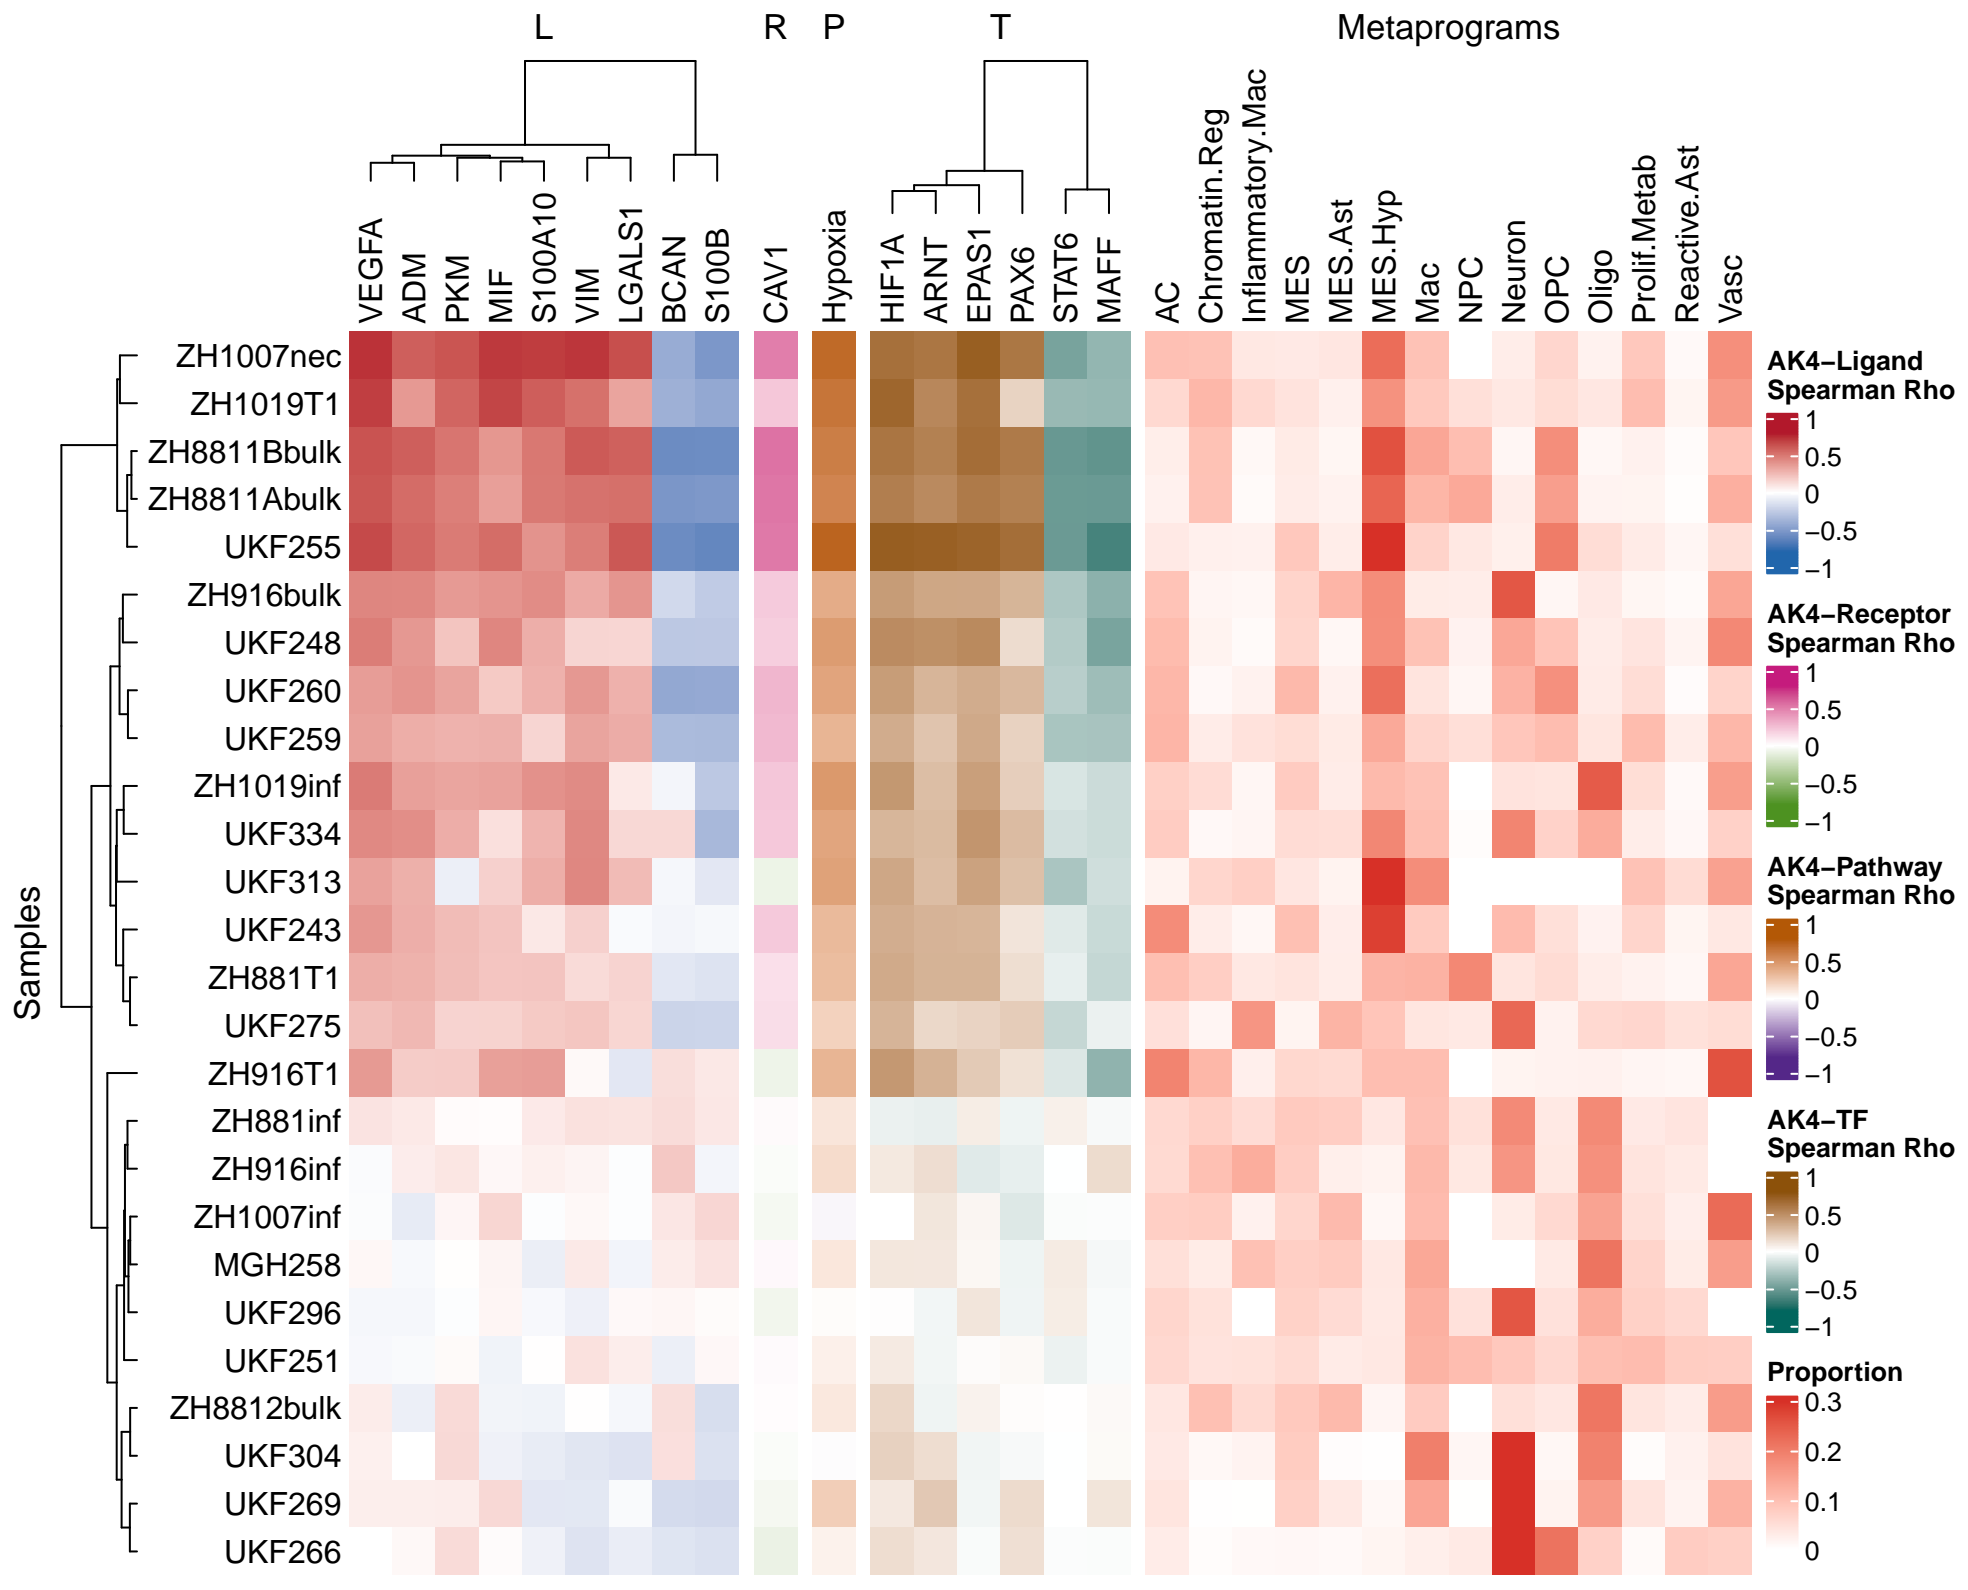 L R P T Metaprograms
VEGFA
ADM
PKM
MIF
S100A10
VIM
LGALS1
BCAN
S100B
CAV1
Hypoxia
HIF1A
ARNT
EPAS1
PAX6
STAT6
MAFF
AC
Chromatin.Reg
Inflammatory.Mac
MES
MES.Ast
MES.Hyp
Mac
NPC
Neuron
OPC
Oligo
Prolif.Metab
Reactive.Ast
Vasc
Samples
ZH1007nec
ZH1019T1
ZH8811Bbulk
ZH8811Abulk
UKF255
ZH916bulk
UKF248
UKF260
UKF259
ZH1019inf
UKF334
UKF313
UKF243
ZH881T1
UKF275
ZH916T1
ZH881inf
ZH916inf
ZH1007inf
MGH258
UKF296
UKF251
ZH8812bulk
UKF304
UKF269
UKF266
AK4−Ligand
Spearman Rho
1
0.5
0
−0.5
−1
AK4−Receptor
Spearman Rho
1
0.5
0
−0.5
−1
AK4−Pathway
Spearman Rho
1
0.5
0
−0.5
−1
AK4−TF
Spearman Rho
1
0.5
0
−0.5
−1
Proportion
0.3
0.2
0.1
0